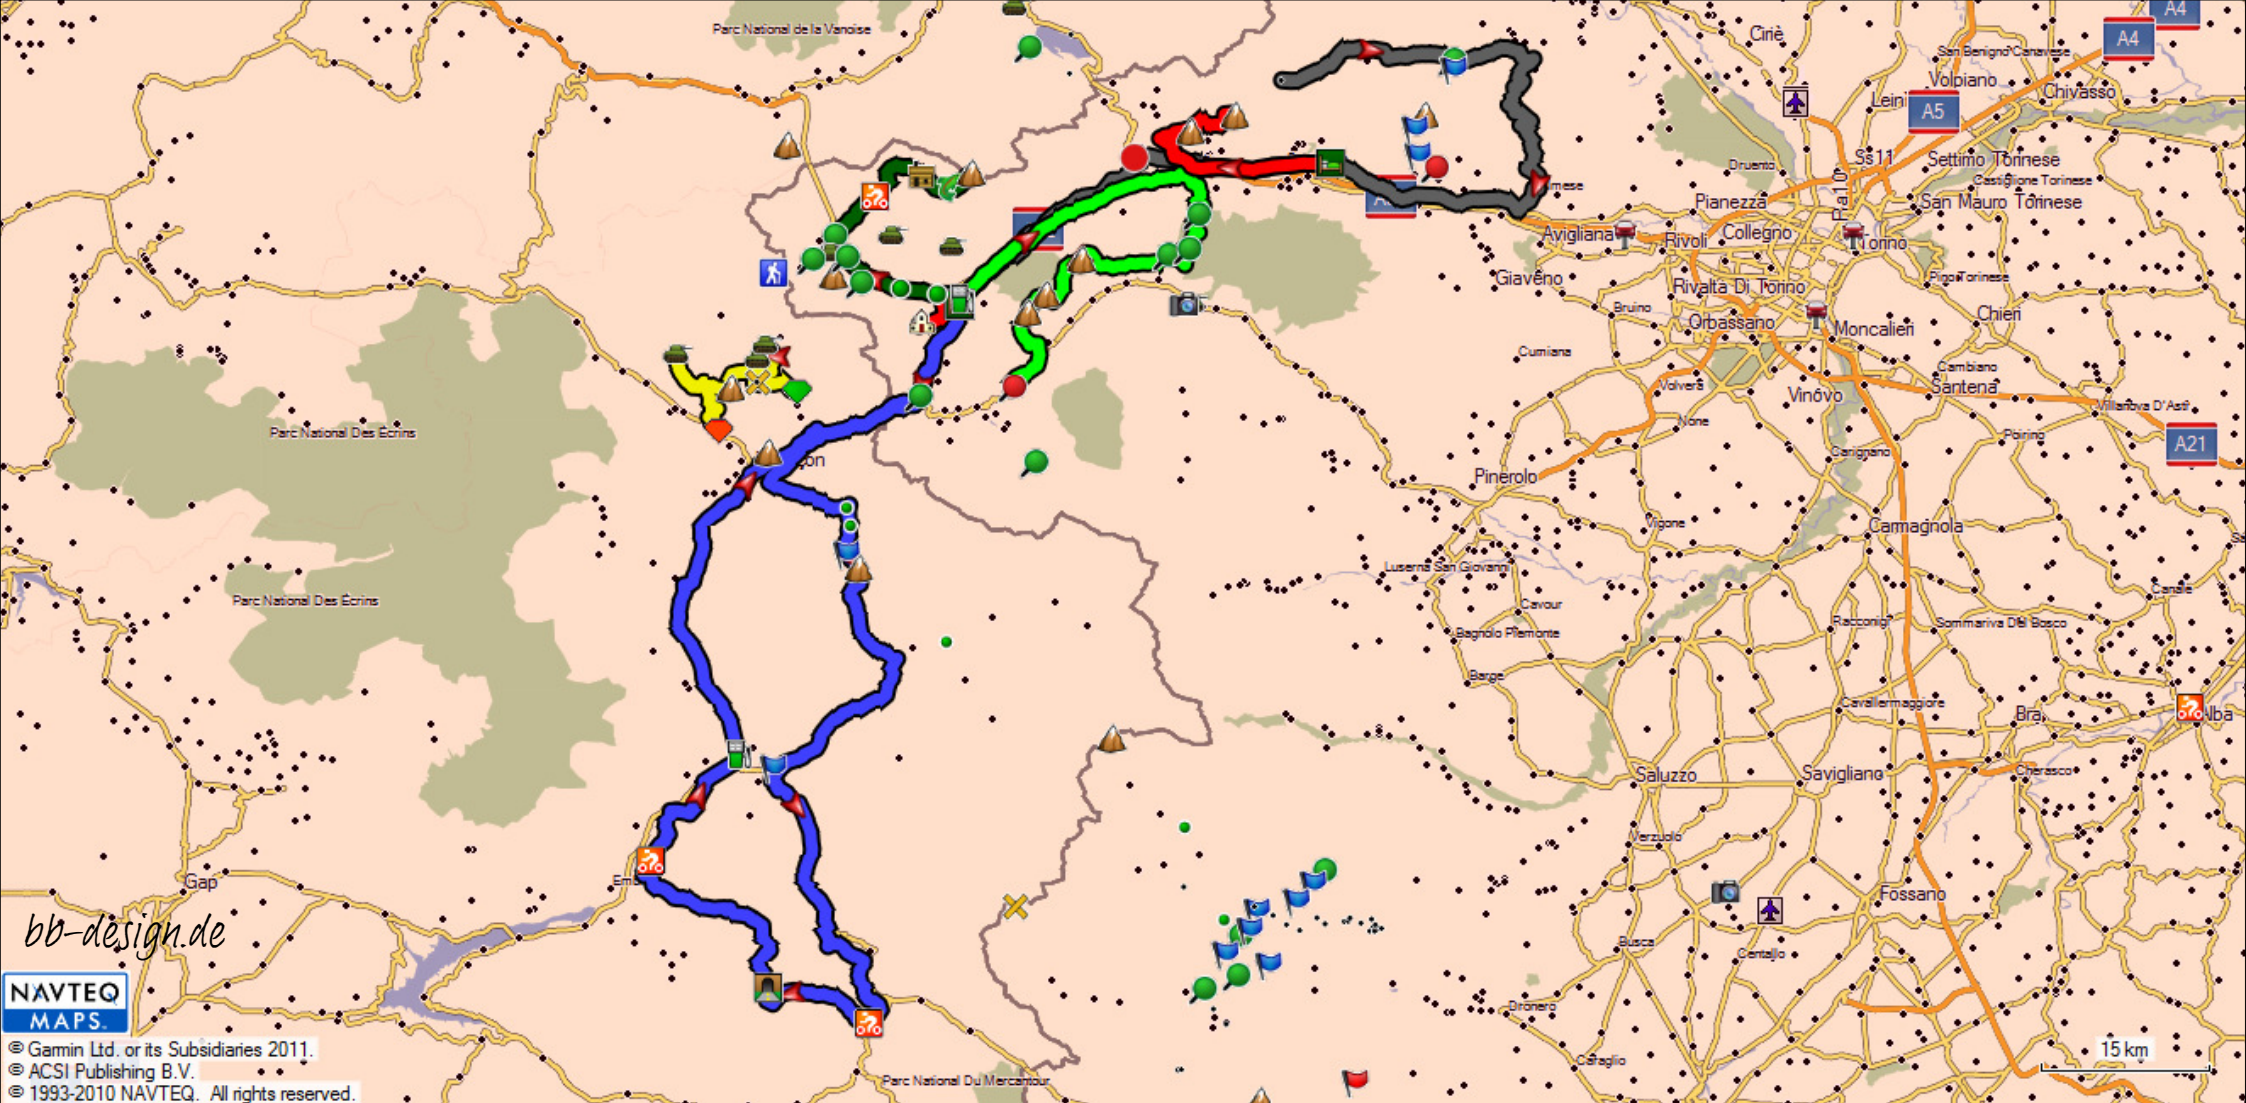 A4
Parc National de la Vanoise
Ciriè
A4
San Benigno Canavese
Volpiano
Chivasso
Leini
A5
Druento
Ss11
Settimo Torinese
Castiglione Torinese
Pianezza
Ra10
San Mauro Torinese
Avigliana
Rivoli
Collegno
Torino
Giaveno
Rivalta Di Torino
Pigo Torinese
Bruino
Orbassano
Moncalieri
Chieri
Cumiana
Cambiano
Volvera
Vinovo
Santena
Villanova D'Asti
None
Parc National Des Écrins
Poirino
A21
Carignano
Pinerolo
Vigone
Carmagnola
Luserna San Giovanni
Canale
Parc National Des Écrins
Cavour
Bagnolo Piemonte
Racconigi
Sommariva Del Bosco
Barge
Cavallermaggiore
Bra
Alba
Saluzzo
Savigliano
Cherasco
Verzuolo
Gap
Fossano
bb-design.de
Busca
Centallo
NAVTEQ
MAPS
Dronero
© Garmin Ltd. or its Subsidiaries 2011.
15 km
Caraglio
© ACSI Publishing B.V.
Parc National Du Mercantour
© 1993-2010 NAVTEQ. All rights reserved.